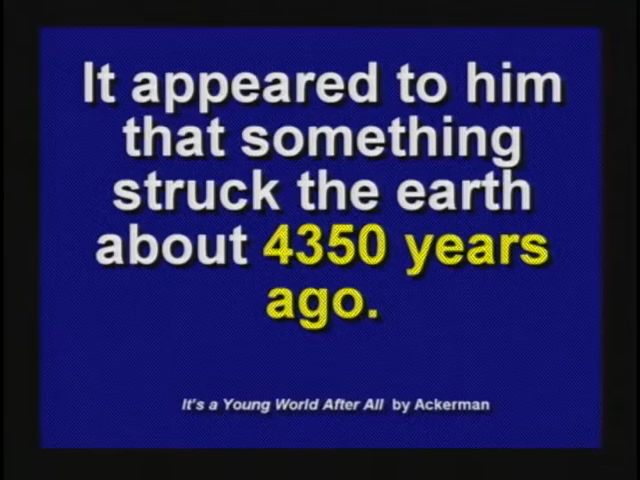 It appeared to him
that something
struck the earth
about 4350 years
ago.
It's a Young World After All by Ackerman